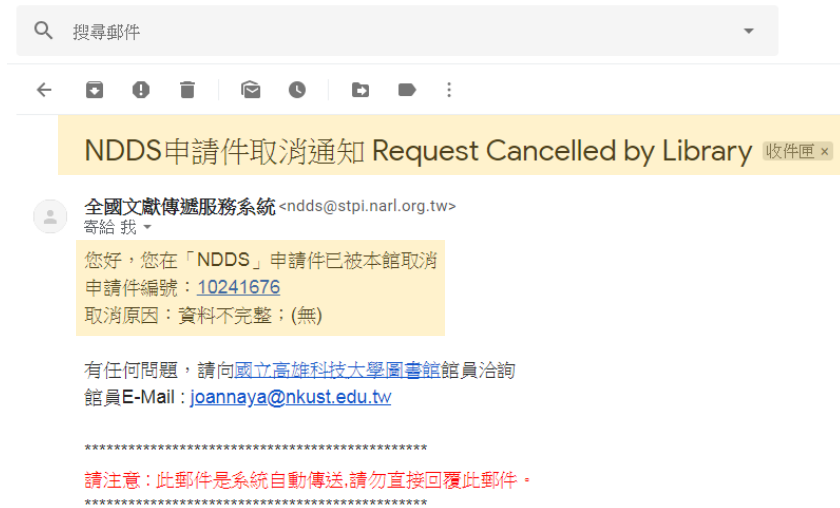 搜尋郵件
NDDS申請件取消通知 Request Cancelled by Library 收件匣 ×
全國文獻傳遞服務系統 <ndds@stpi.narl.org.tw>
寄給 我
您好，您在「NDDS」申請件已被本館取消
申請件編號：10241676
取消原因：資料不完整；(無)
有任何問題，請向國立高雄科技大學圖書館館員洽詢
館員E-Mail : joannaya@nkust.edu.tw
***********************************************
請注意：此郵件是系統自動傳送,請勿直接回覆此郵件。
***********************************************